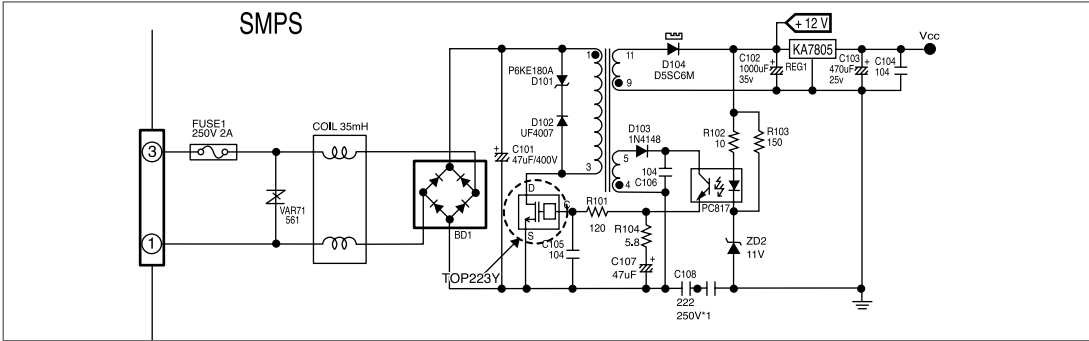 SMPS
+ 12 V
Vcc
KA7805
REG1
C102
1000uF
35v
C103
470uF
25v
C104
104
11
9
D104
D5SC6M
1
3
P6KE180A
D101
D102
UF4007
FUSE1
250V 2A
COIL 35mH
3
1
VAR71
561
C101
47uF/400V
BD1
D103
1N4148
5
4
104
C106
R102
10
R103
150
PC817
D
C
S
R101
120
R104
5.8
C105
104
C107
47uF
TOP223Y
ZD2
11V
C108
222
250V*1
+
+
+
+